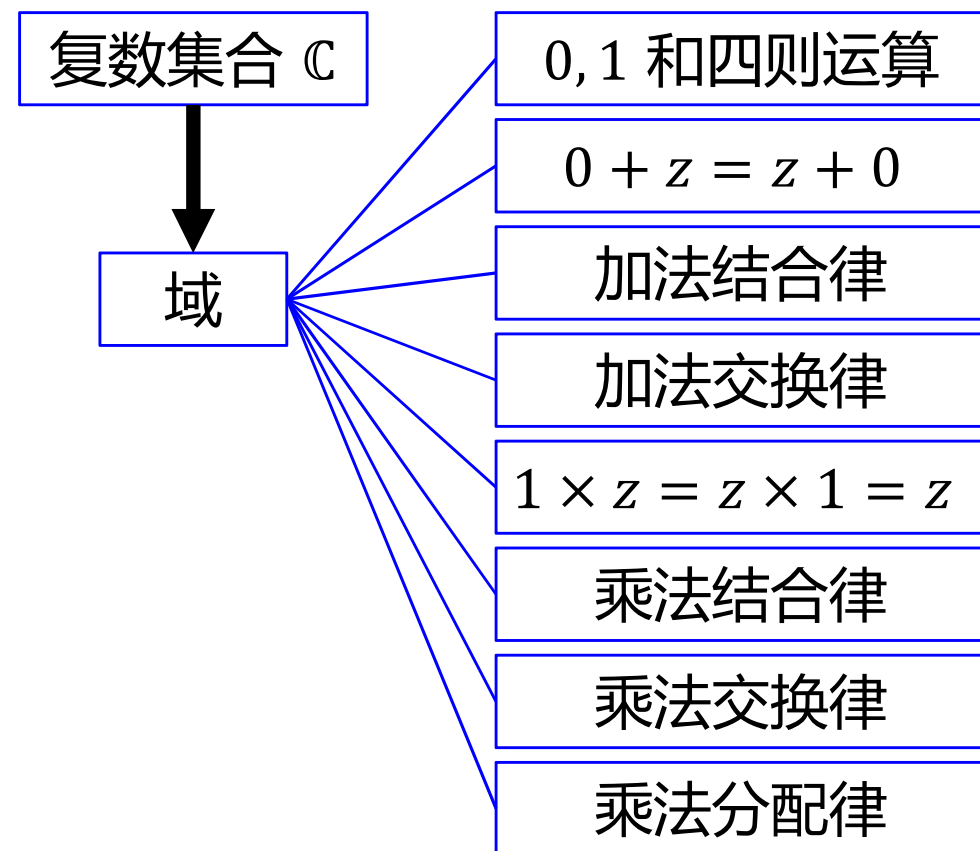 复数集合 ℂ
域
0, 1 和四则运算
0 + z = z + 0
加法结合律
加法交换律
1 × z = z × 1 = z
乘法结合律
乘法交换律
乘法分配律